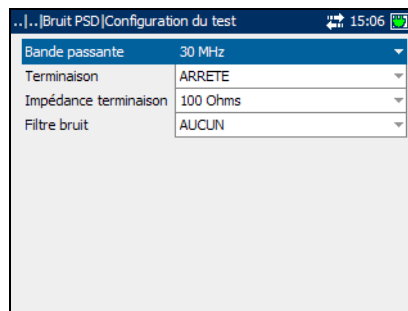 ..|..|Bruit PSD|Configuration du test 15:06
Bande passante 30 MHz
Terminaison ARRETE
Impédance terminaison 100 Ohms
Filtre bruit AUCUN